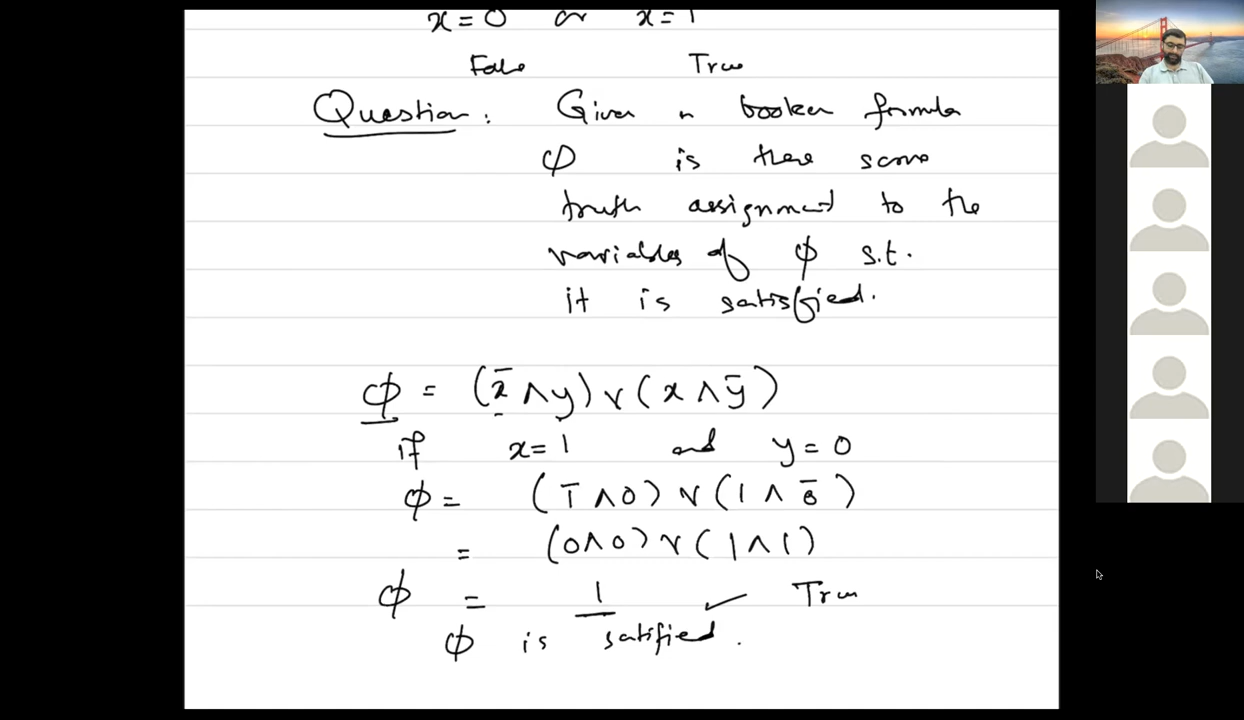 x = 0 or x = 1
False True
Question: Given a boolean formula
φ is there some
truth assignment to the
variables of φ s.t.
it is satisfied.
φ = (x̄ ∧ y) ∨ (x ∧ ȳ)
if x = 1 and y = 0
φ = (1̄ ∧ 0) ∨ (1 ∧ 0̄)
= (0 ∧ 0) ∨ (1 ∧ 1)
φ = 1 ✓ True
φ is satified.